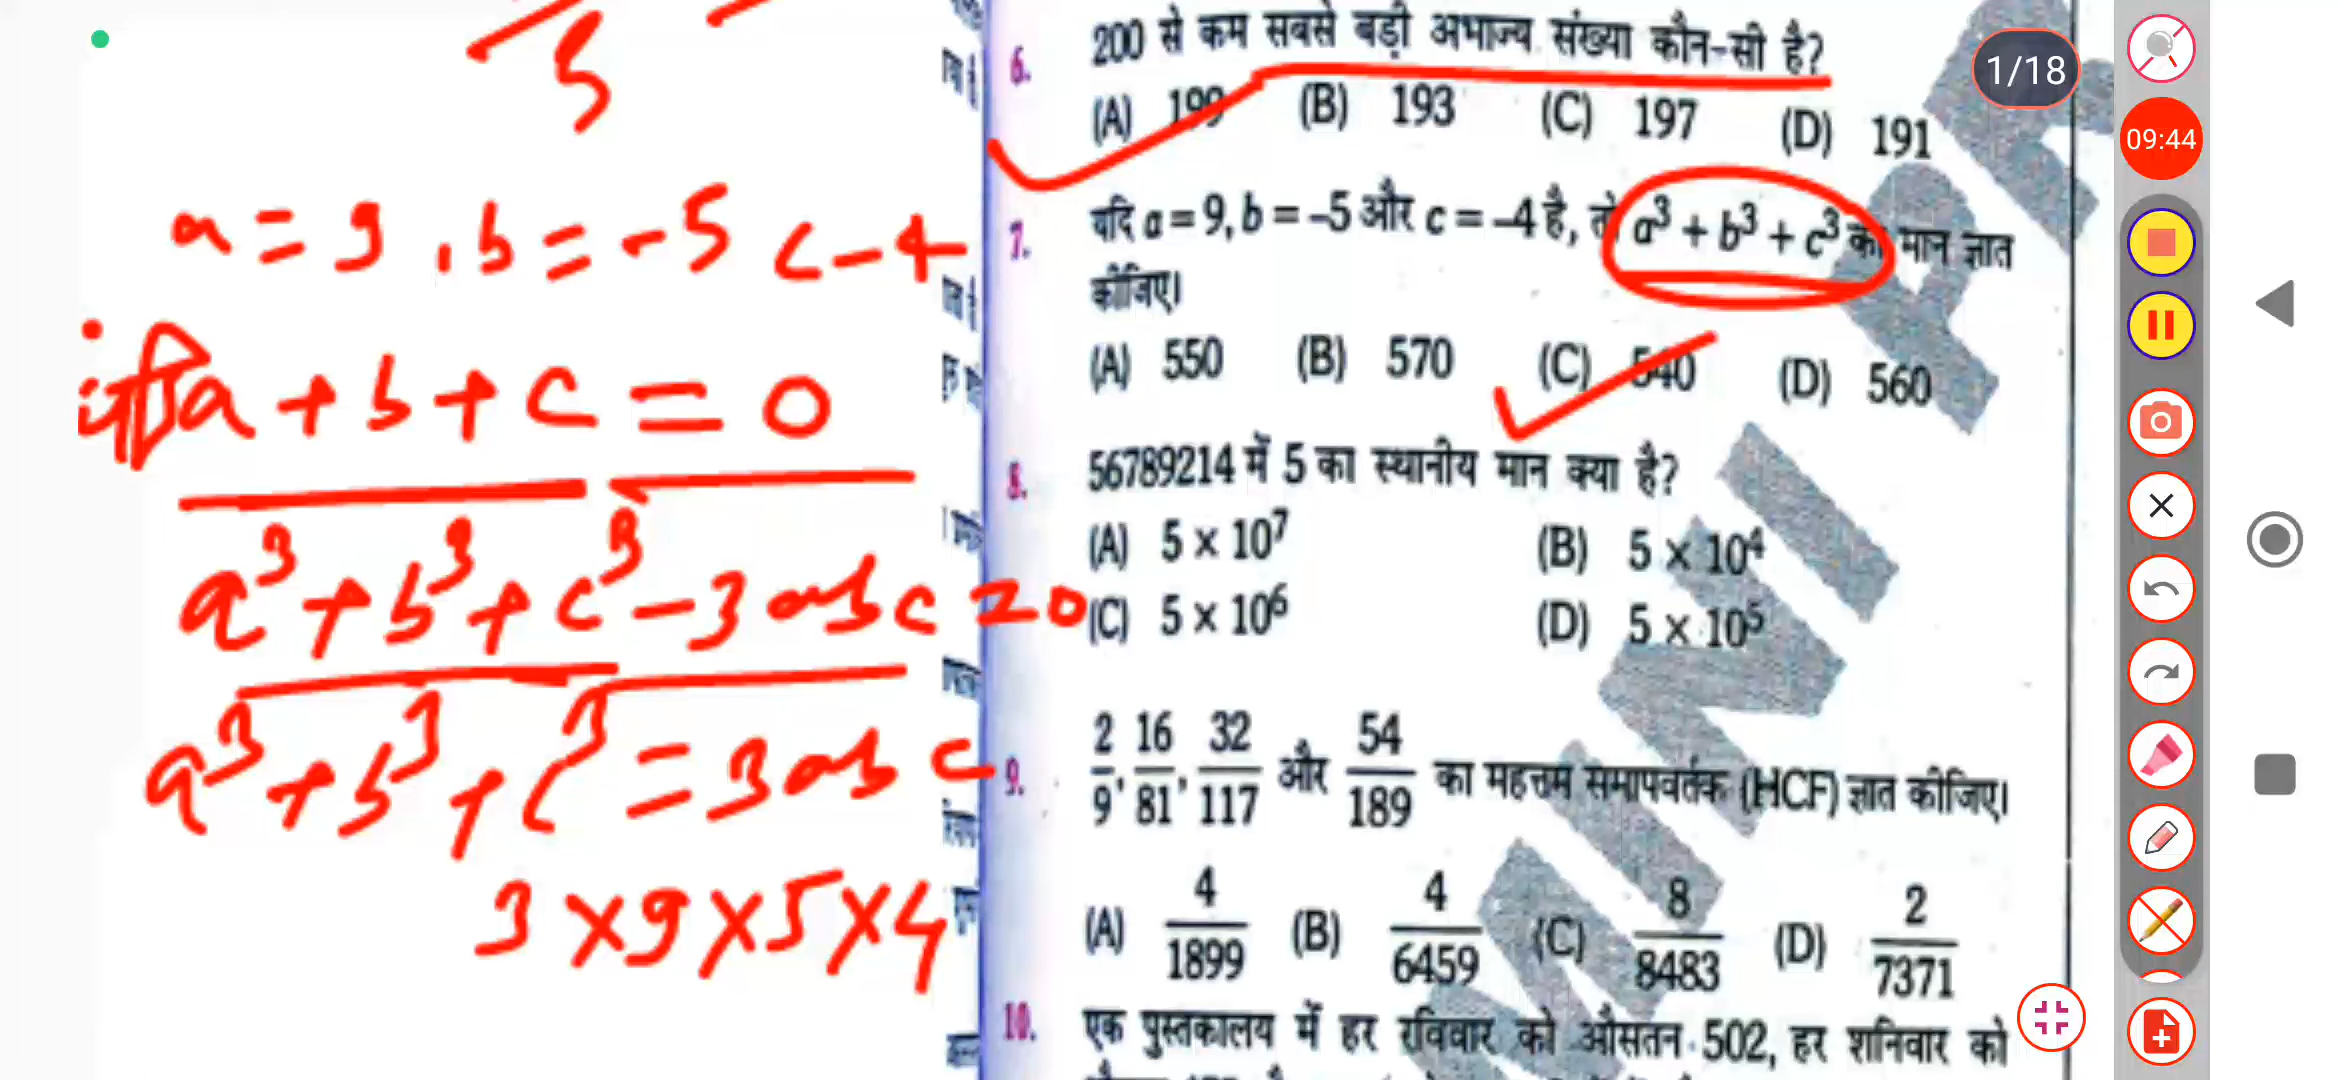 a = 9, b = -5 c - 4
if a + b + c = 0
a³ + b³ + c³ - 3abc = 0
a³ + b³ + c³ = 3abc
3 × 9 × 5 × 4
6. 200 से कम सबसे बड़ी अभाज्य संख्या कौन-सी है?
(A) 199 (B) 193 (C) 197 (D) 191
7. यदि a = 9, b = –5 और c = –4 है, तो a³ + b³ + c³ का मान ज्ञात
कीजिए।
(A) 550 (B) 570 (C) 540 (D) 560
8. 56789214 में 5 का स्थानीय मान क्या है?
(A) 5 × 10⁷ (B) 5 × 10⁴
(C) 5 × 10⁶ (D) 5 × 10⁵
9. 2/9, 16/81, 32/117 और 54/189 का महत्तम समापवर्तक (HCF) ज्ञात कीजिए।
(A) 4/1899 (B) 4/6459 (C) 8/8483 (D) 2/7371
10. एक पुस्तकालय में हर रविवार को औसतन 502, हर शनिवार को
1/18
09:44